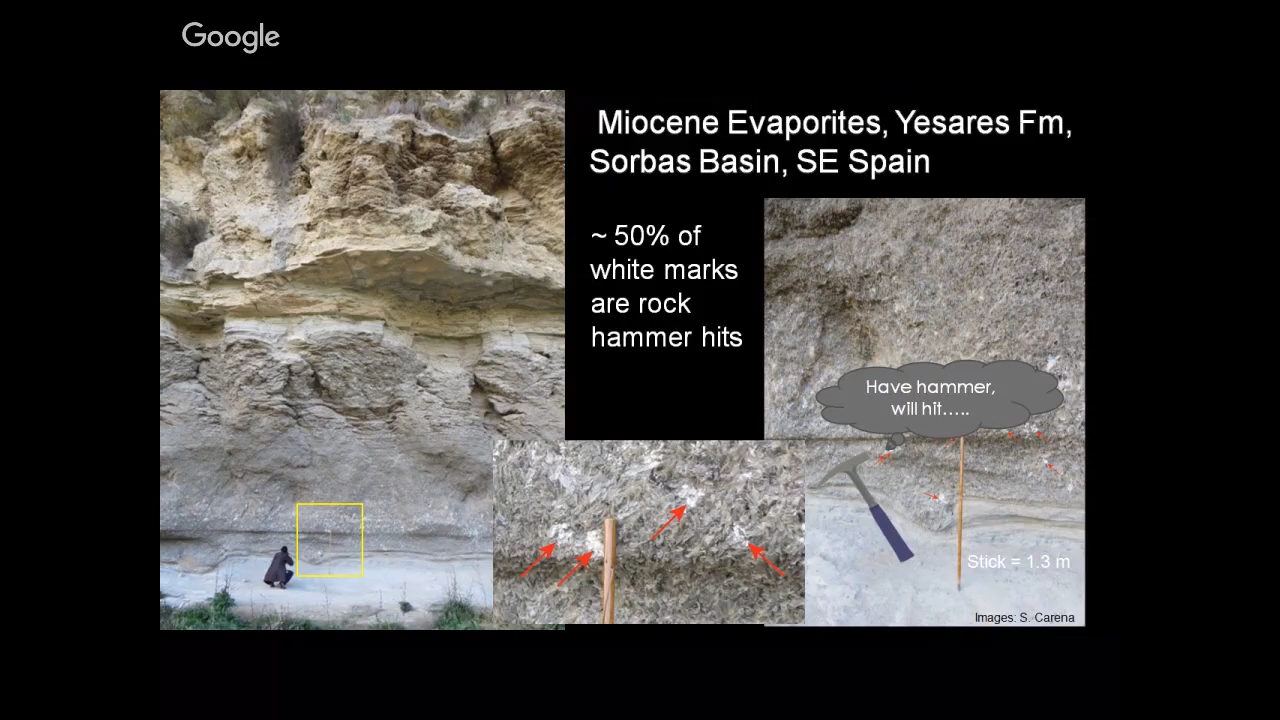 Google
Miocene Evaporites, Yesares Fm,
Sorbas Basin, SE Spain
~ 50% of
white marks
are rock
hammer hits
Have hammer,
will hit.....
Stick = 1.3 m
Images: S. Carena